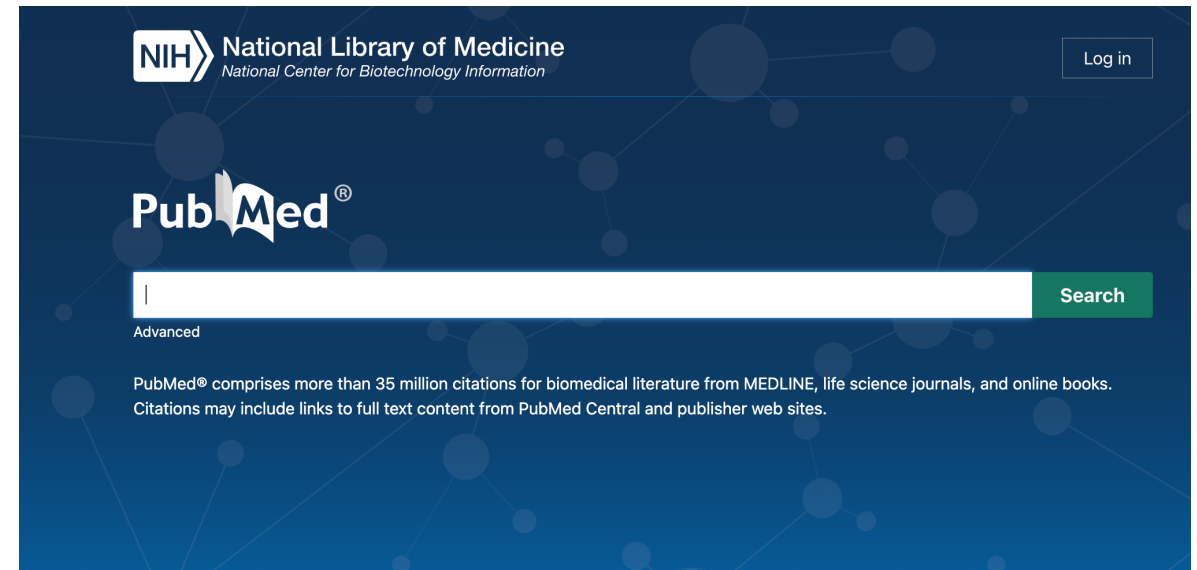 NIH
National Library of Medicine
National Center for Biotechnology Information
Log in
PubMed®
Search
Advanced
PubMed® comprises more than 35 million citations for biomedical literature from MEDLINE, life science journals, and online books.
Citations may include links to full text content from PubMed Central and publisher web sites.